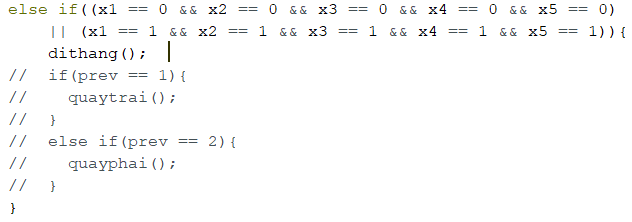 else if((x1 == 0 && x2 == 0 && x3 == 0 && x4 == 0 && x5 == 0)
    || (x1 == 1 && x2 == 1 && x3 == 1 && x4 == 1 && x5 == 1)){
    dithang();
//  if(prev == 1){
//    quaytrai();
//  }
//  else if(prev == 2){
//    quayphai();
//  }
}